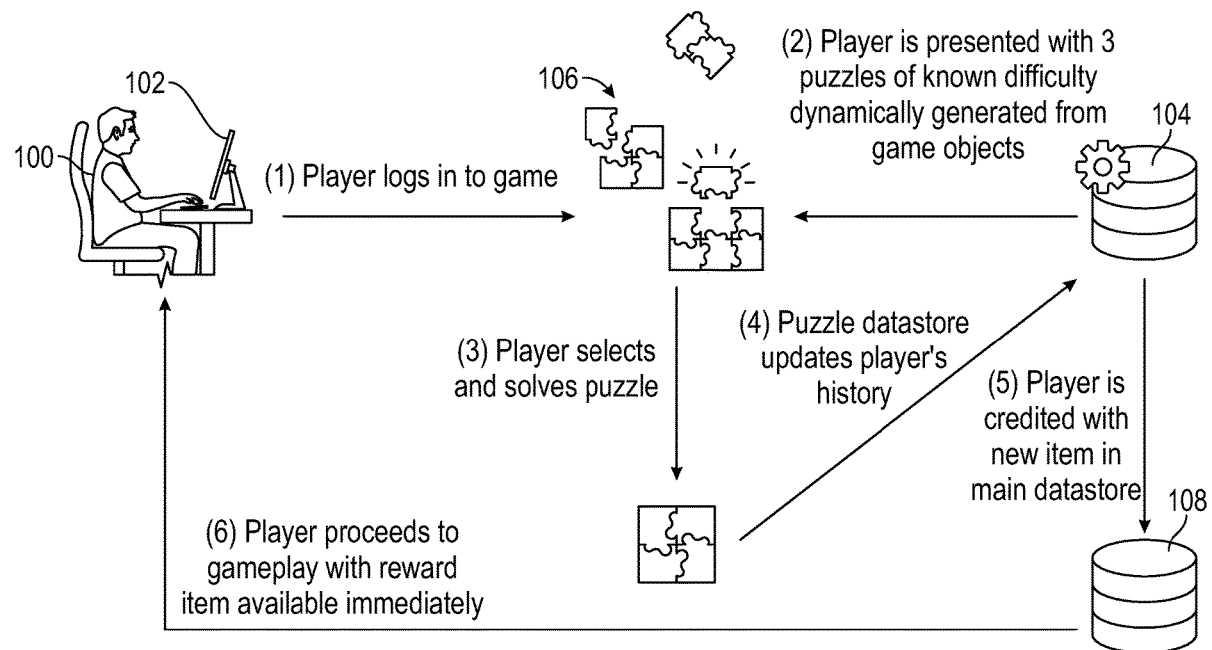 102
100
(1) Player logs in to game
106
(2) Player is presented with 3
puzzles of known difficulty
dynamically generated from
game objects
104
(3) Player selects
and solves puzzle
(4) Puzzle datastore
updates player's
history
(5) Player is
credited with
new item in
main datastore
108
(6) Player proceeds to
gameplay with reward
item available immediately